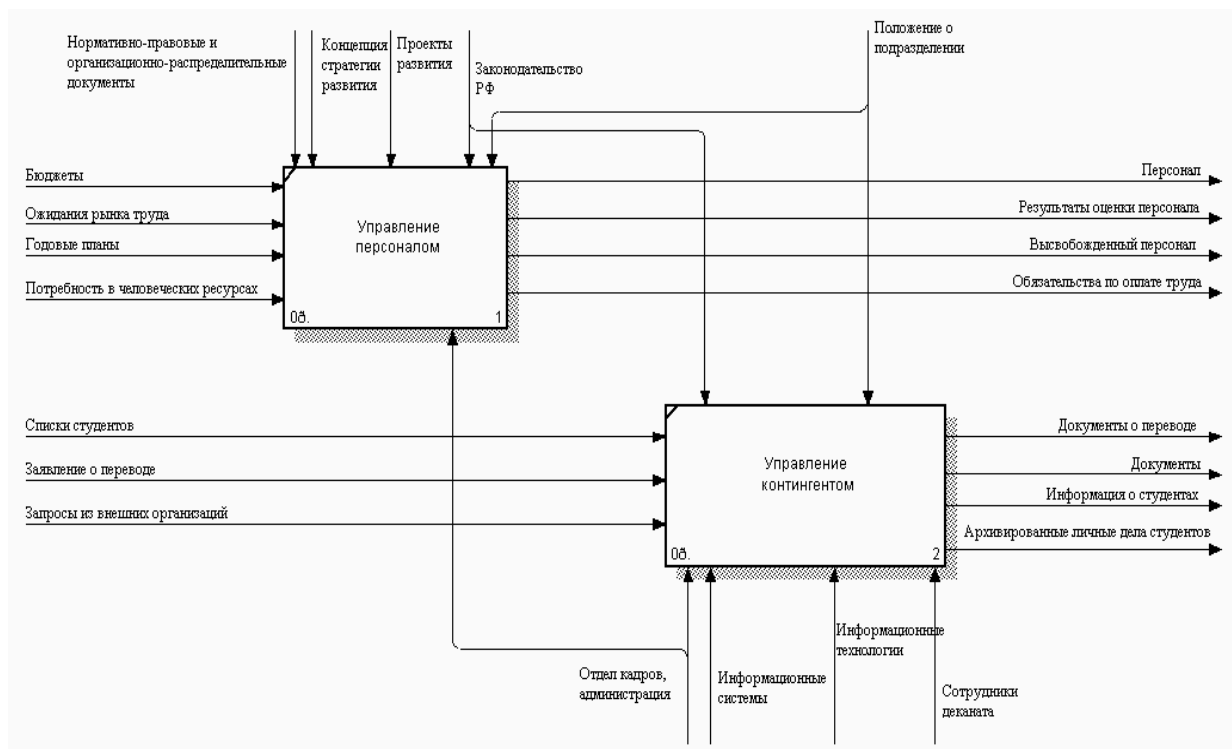 Нормативно-правовые и
организационно-распределительные
документы
Концепция
стратегии
развития
Проекты
развития
Законодательство
РФ
Положение о
подразделении
Бюджеты
Ожидания рынка труда
Годовые планы
Потребность в человеческих ресурсах
Управление
персоналом
0ð.
1
Персонал
Результаты оценки персонала
Высвобожденный персонал
Обязательства по оплате труда
Списки студентов
Заявление о переводе
Запросы из внешних организаций
Управление
контингентом
0ð.
2
Документы о переводе
Документы
Информация о студентах
Архивированные личные дела студентов
Отдел кадров,
администрация
Информационные
системы
Информационные
технологии
Сотрудники
деканата